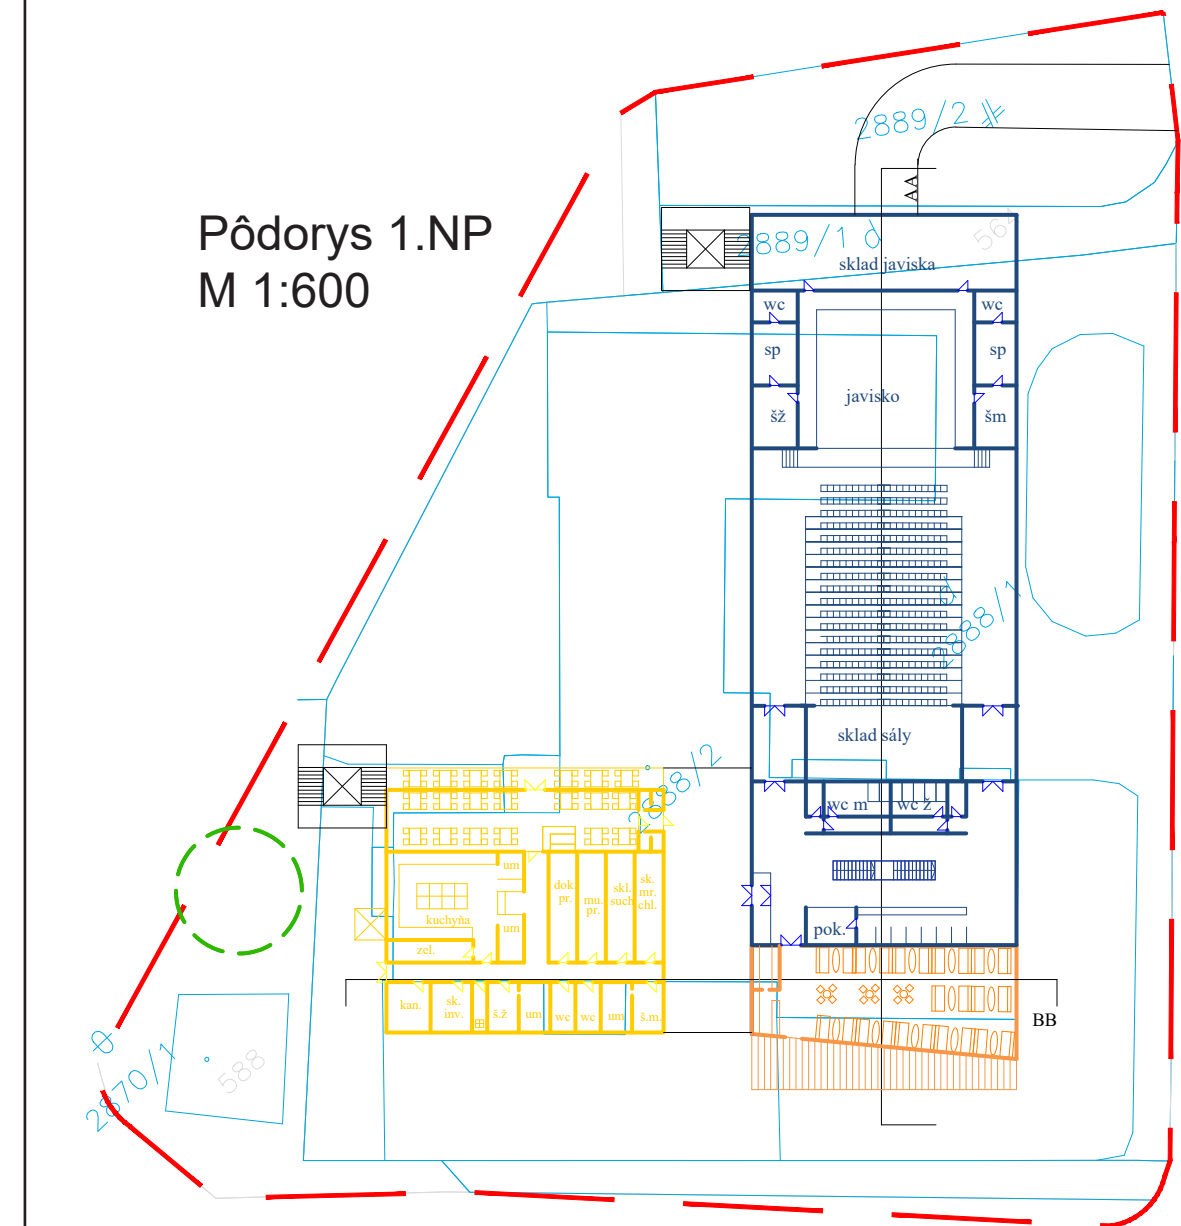 Pôdorys 1.NP
M 1:600
2889/2
AA
2889/1
564
sklad javiska
wc
wc
sp
sp
javisko
šž
šm
2888/1
sklad sály
2888/2
wc m
wc ž
um
dok.
pr.
mu.
pr.
skl.
such.
sk.
mr.
chl.
kuchyňa
um
zel.
pok.
kan.
sk.
inv.
š.ž
um
wc
wc
um
š.m.
BB
2870/1
588